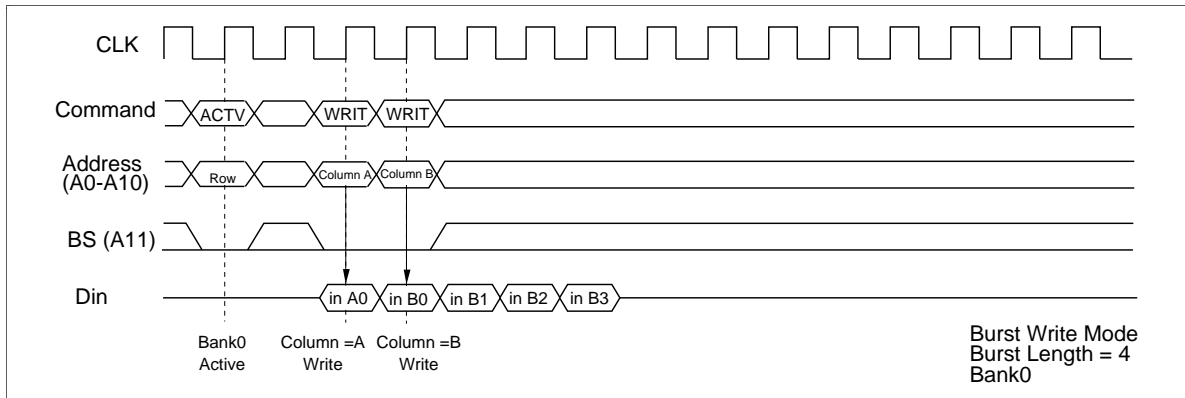 CLK
Command ACTV WRIT WRIT
Address
(A0-A10) Row Column A Column B
BS (A11)
Din in A0 in B0 in B1 in B2 in B3
Bank0 Column =A Column =B
Active Write Write
Burst Write Mode
Burst Length = 4
Bank0